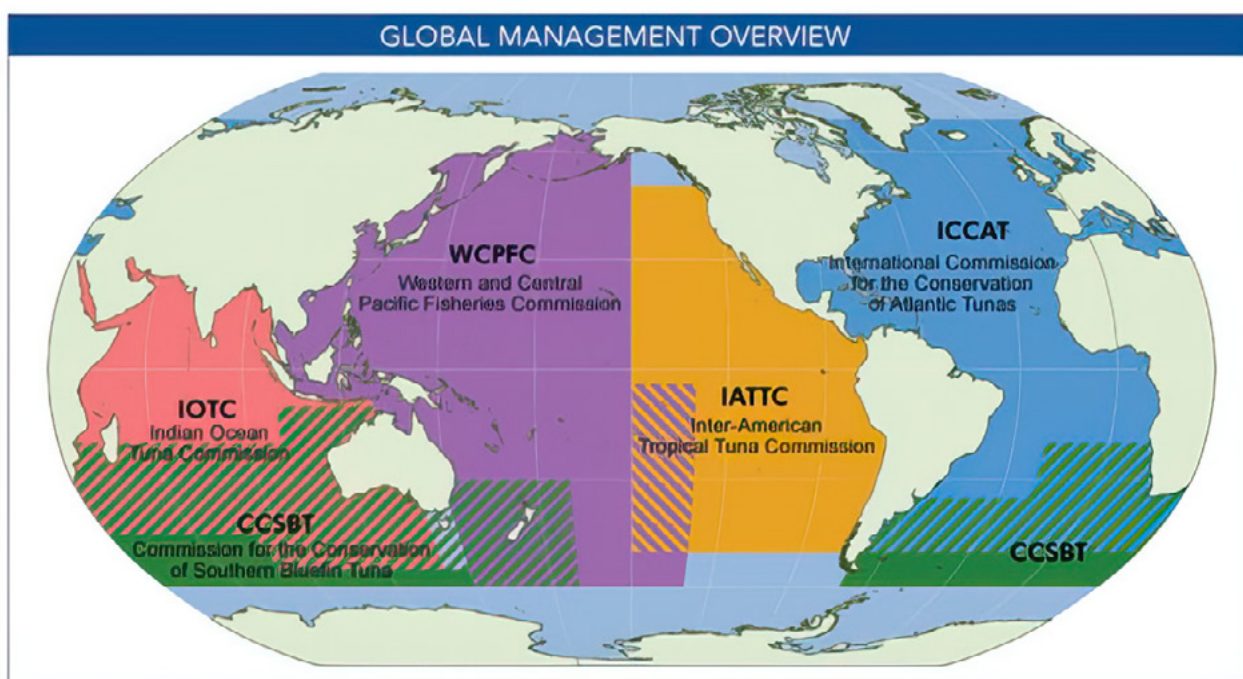 GLOBAL MANAGEMENT OVERVIEW
WCPFC
Western and Central
Pacific Fisheries Commission
ICCAT
International Commission
for the Conservation
of Atlantic Tunas
IOTC
Indian Ocean
Tuna Commission
IATTC
Inter-American
Tropical Tuna Commission
CCSBT
Commission for the Conservation
of Southern Bluefin Tuna
CCSBT